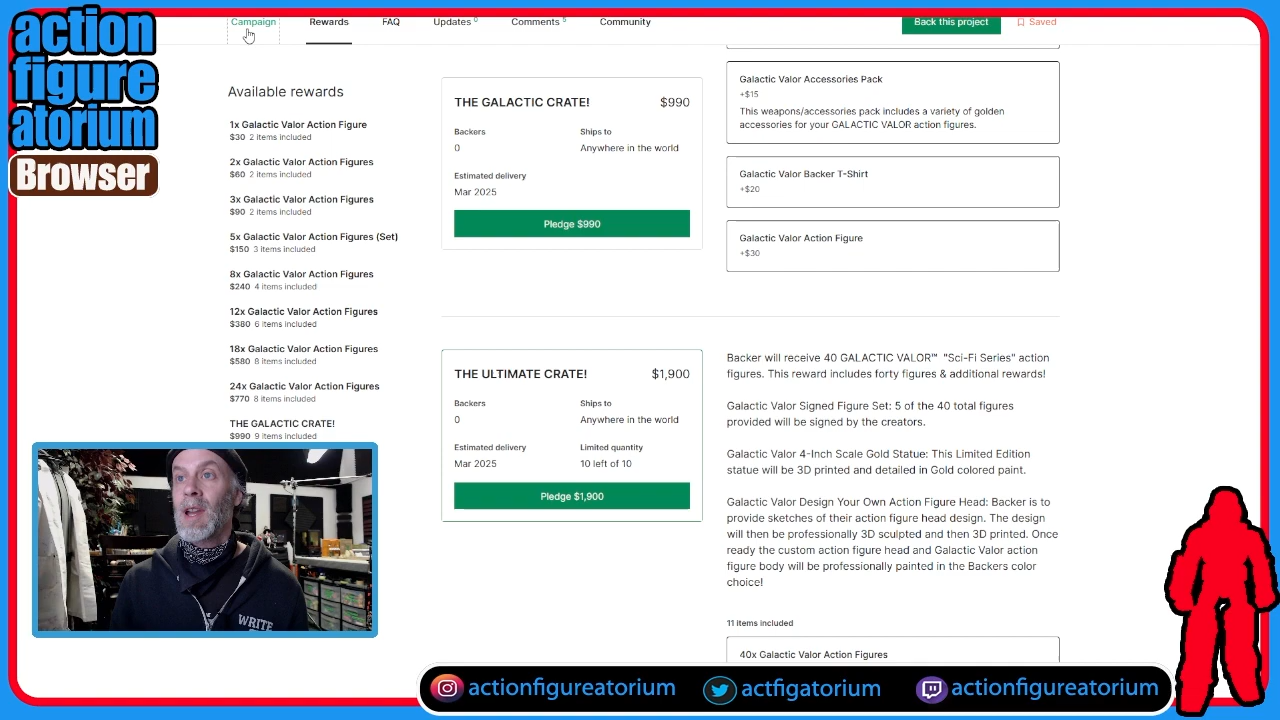 action
figure
atorium
Browser
Campaign
Rewards
FAQ
Updates 0
Comments 5
Community
Back this project
Saved
Available rewards
1x Galactic Valor Action Figure
$30 2 items included
2x Galactic Valor Action Figures
$60 2 items included
3x Galactic Valor Action Figures
$90 2 items included
5x Galactic Valor Action Figures (Set)
$150 3 items included
8x Galactic Valor Action Figures
$240 4 items included
12x Galactic Valor Action Figures
$380 6 items included
18x Galactic Valor Action Figures
$580 8 items included
24x Galactic Valor Action Figures
$770 8 items included
THE GALACTIC CRATE!
$990 9 items included
THE GALACTIC CRATE! $990
Backers Ships to
0 Anywhere in the world
Estimated delivery
Mar 2025
Pledge $990
Galactic Valor Accessories Pack
+$15
This weapons/accessories pack includes a variety of golden
accessories for your GALACTIC VALOR action figures.
Galactic Valor Backer T-Shirt
+$20
Galactic Valor Action Figure
+$30
THE ULTIMATE CRATE! $1,900
Backers Ships to
0 Anywhere in the world
Estimated delivery Limited quantity
Mar 2025 10 left of 10
Pledge $1,900
Backer will receive 40 GALACTIC VALOR™ "Sci-Fi Series" action
figures. This reward includes forty figures & additional rewards!
Galactic Valor Signed Figure Set: 5 of the 40 total figures
provided will be signed by the creators.
Galactic Valor 4-Inch Scale Gold Statue: This Limited Edition
statue will be 3D printed and detailed in Gold colored paint.
Galactic Valor Design Your Own Action Figure Head: Backer is to
provide sketches of their action figure head design. The design
will then be professionally 3D sculpted and then 3D printed. Once
ready the custom action figure head and Galactic Valor action
figure body will be professionally painted in the Backers color
choice!
11 items included
40x Galactic Valor Action Figures
WRITE
actionfigureatorium
actfigatorium
actionfigureatorium